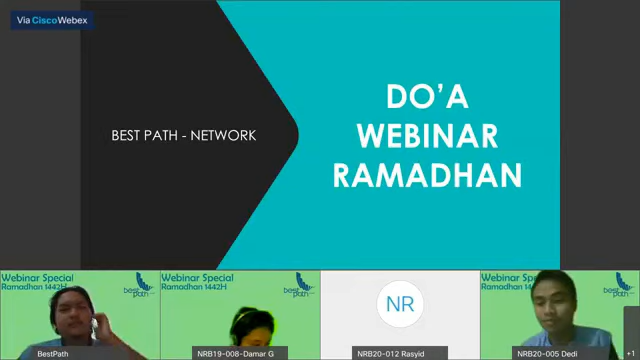 Via CiscoWebex
BEST PATH - NETWORK
DO'A
WEBINAR
RAMADHAN
Webinar Special
Ramadhan 1442H
best
path
BestPath
Webinar Special
Ramadhan 1442H
best
path
NRB19-008-Damar G
NR
NRB20-012 Rasyid
Webinar Special
Ramadhan 1442H
best
path
NRB20-005 Dedi
+1